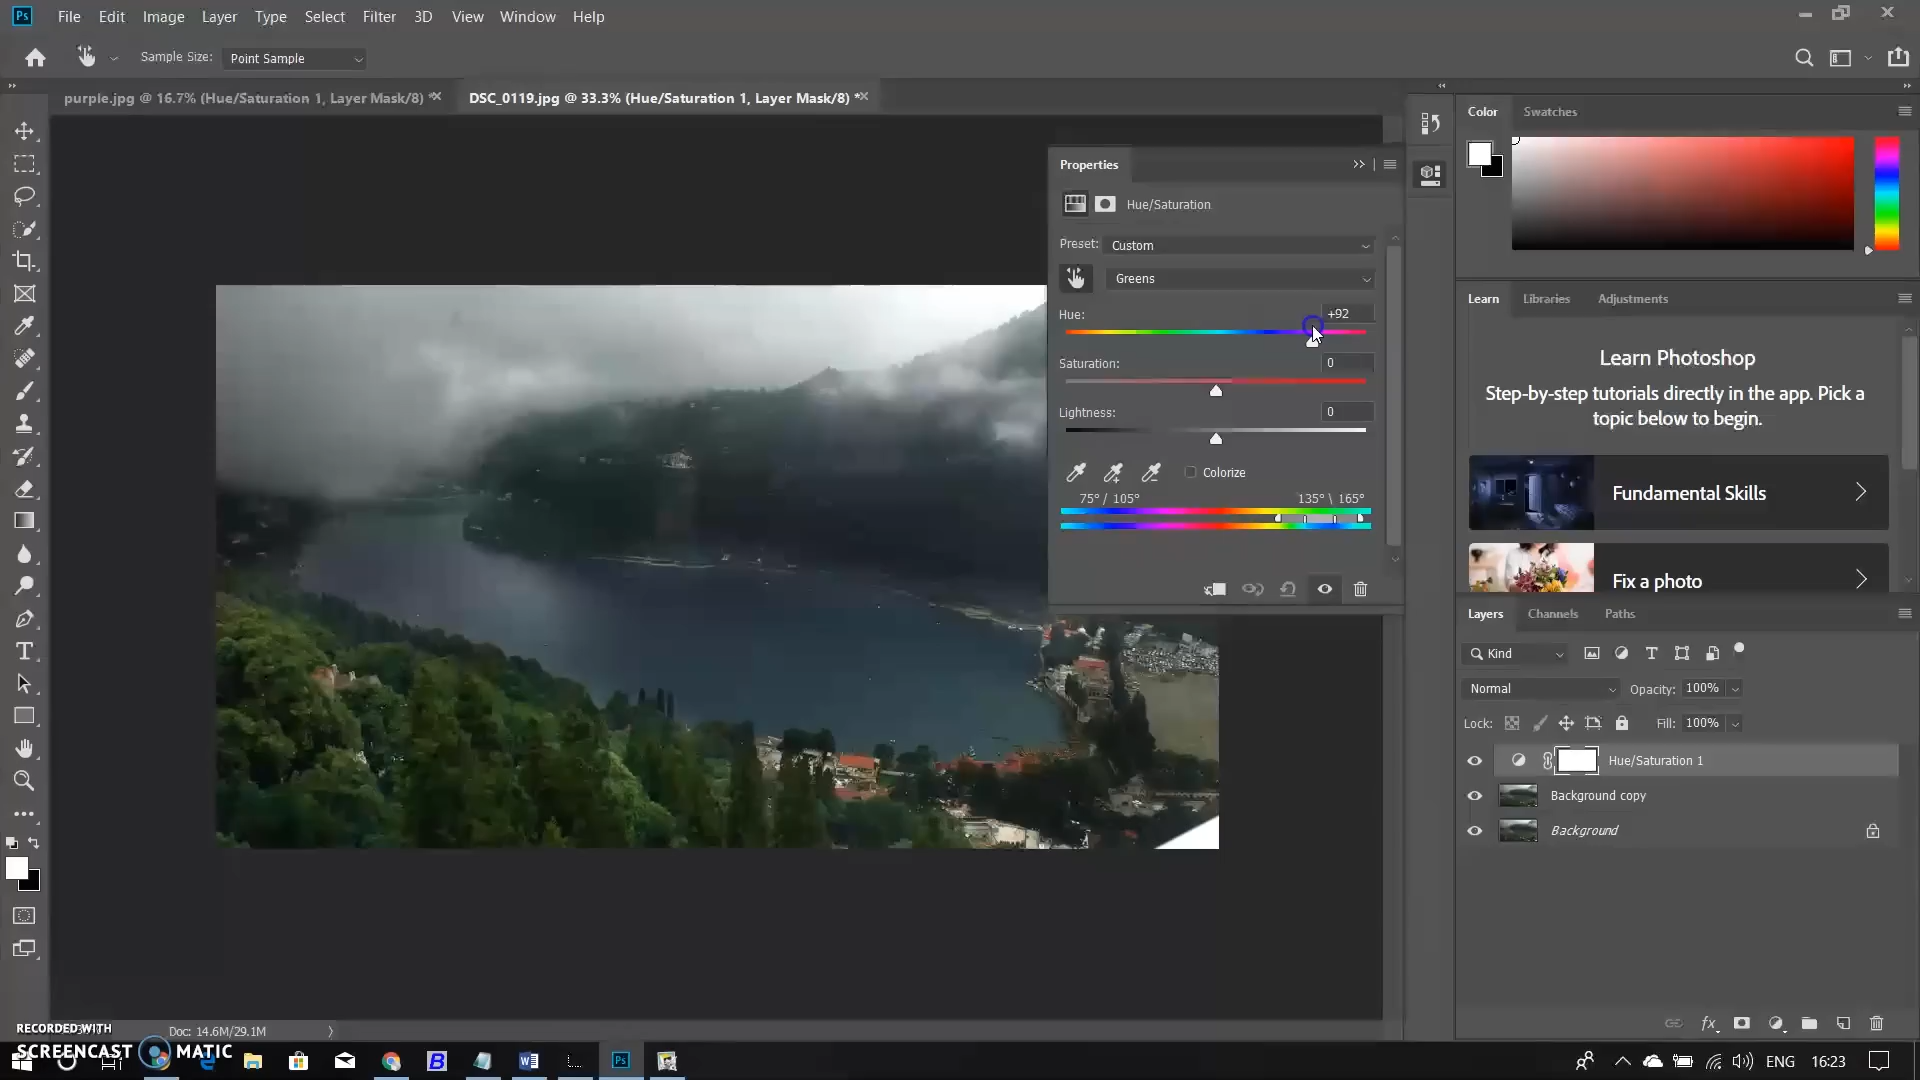 Ps File Edit Image Layer Type Select Filter 3D View Window Help
Sample Size: Point Sample
purple.jpg @ 16.7% (Hue/Saturation 1, Layer Mask/8) *
DSC_0119.jpg @ 33.3% (Hue/Saturation 1, Layer Mask/8) *
Properties
Hue/Saturation
Preset: Custom
Greens
Hue: +92
Saturation: 0
Lightness: 0
Colorize
75° / 105° 135° \ 165°
Color Swatches
Learn Libraries Adjustments
Learn Photoshop
Step-by-step tutorials directly in the app. Pick a
topic below to begin.
Fundamental Skills
Fix a photo
Layers Channels Paths
Kind
Normal Opacity: 100%
Lock: Fill: 100%
Hue/Saturation 1
Background copy
Background
fx
Doc: 14.6M/29.1M
RECORDED WITH
SCREENCAST MATIC
Ps
ENG 16:23